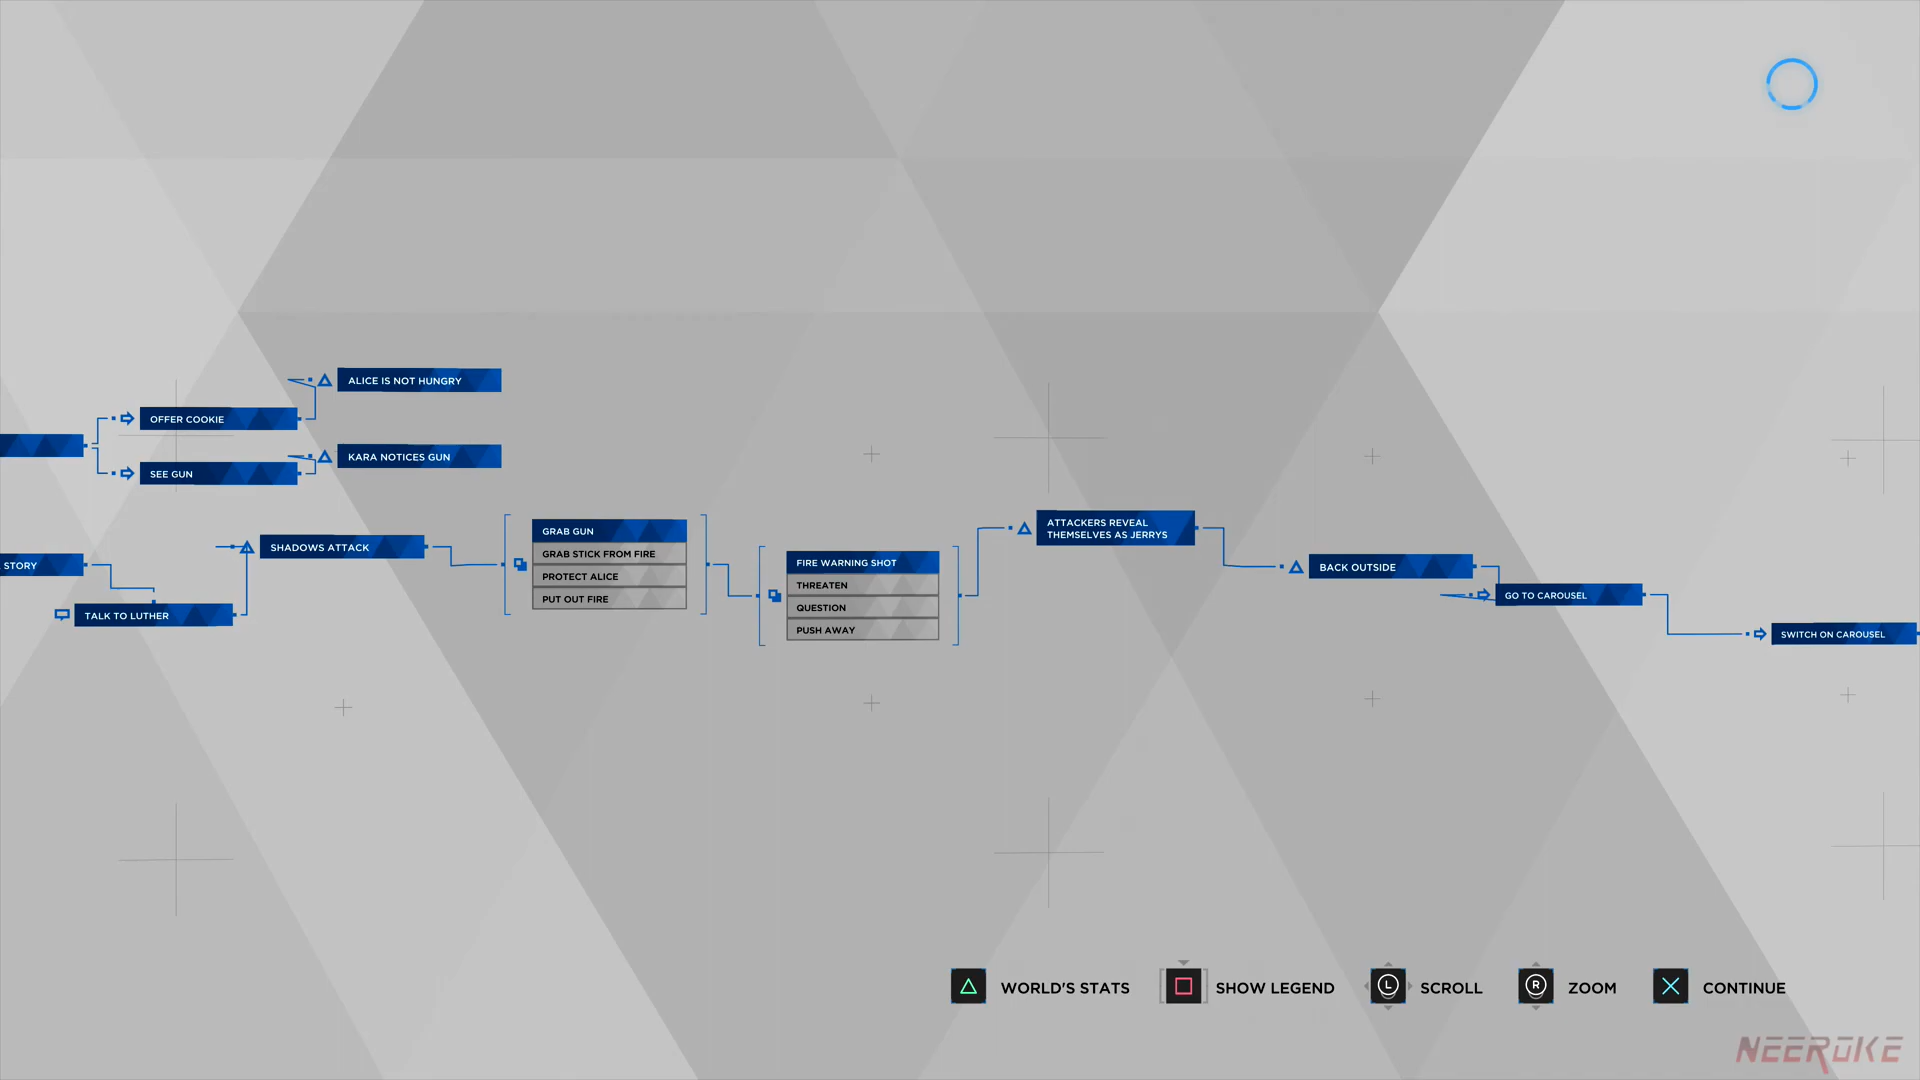 ALICE IS NOT HUNGRY
OFFER COOKIE
KARA NOTICES GUN
SEE GUN
STORY
TALK TO LUTHER
SHADOWS ATTACK
GRAB GUN
GRAB STICK FROM FIRE
PROTECT ALICE
PUT OUT FIRE
FIRE WARNING SHOT
THREATEN
QUESTION
PUSH AWAY
ATTACKERS REVEAL
THEMSELVES AS JERRYS
BACK OUTSIDE
GO TO CAROUSEL
SWITCH ON CAROUSEL
WORLD'S STATS
SHOW LEGEND
L SCROLL
R ZOOM
CONTINUE
NEEROKE